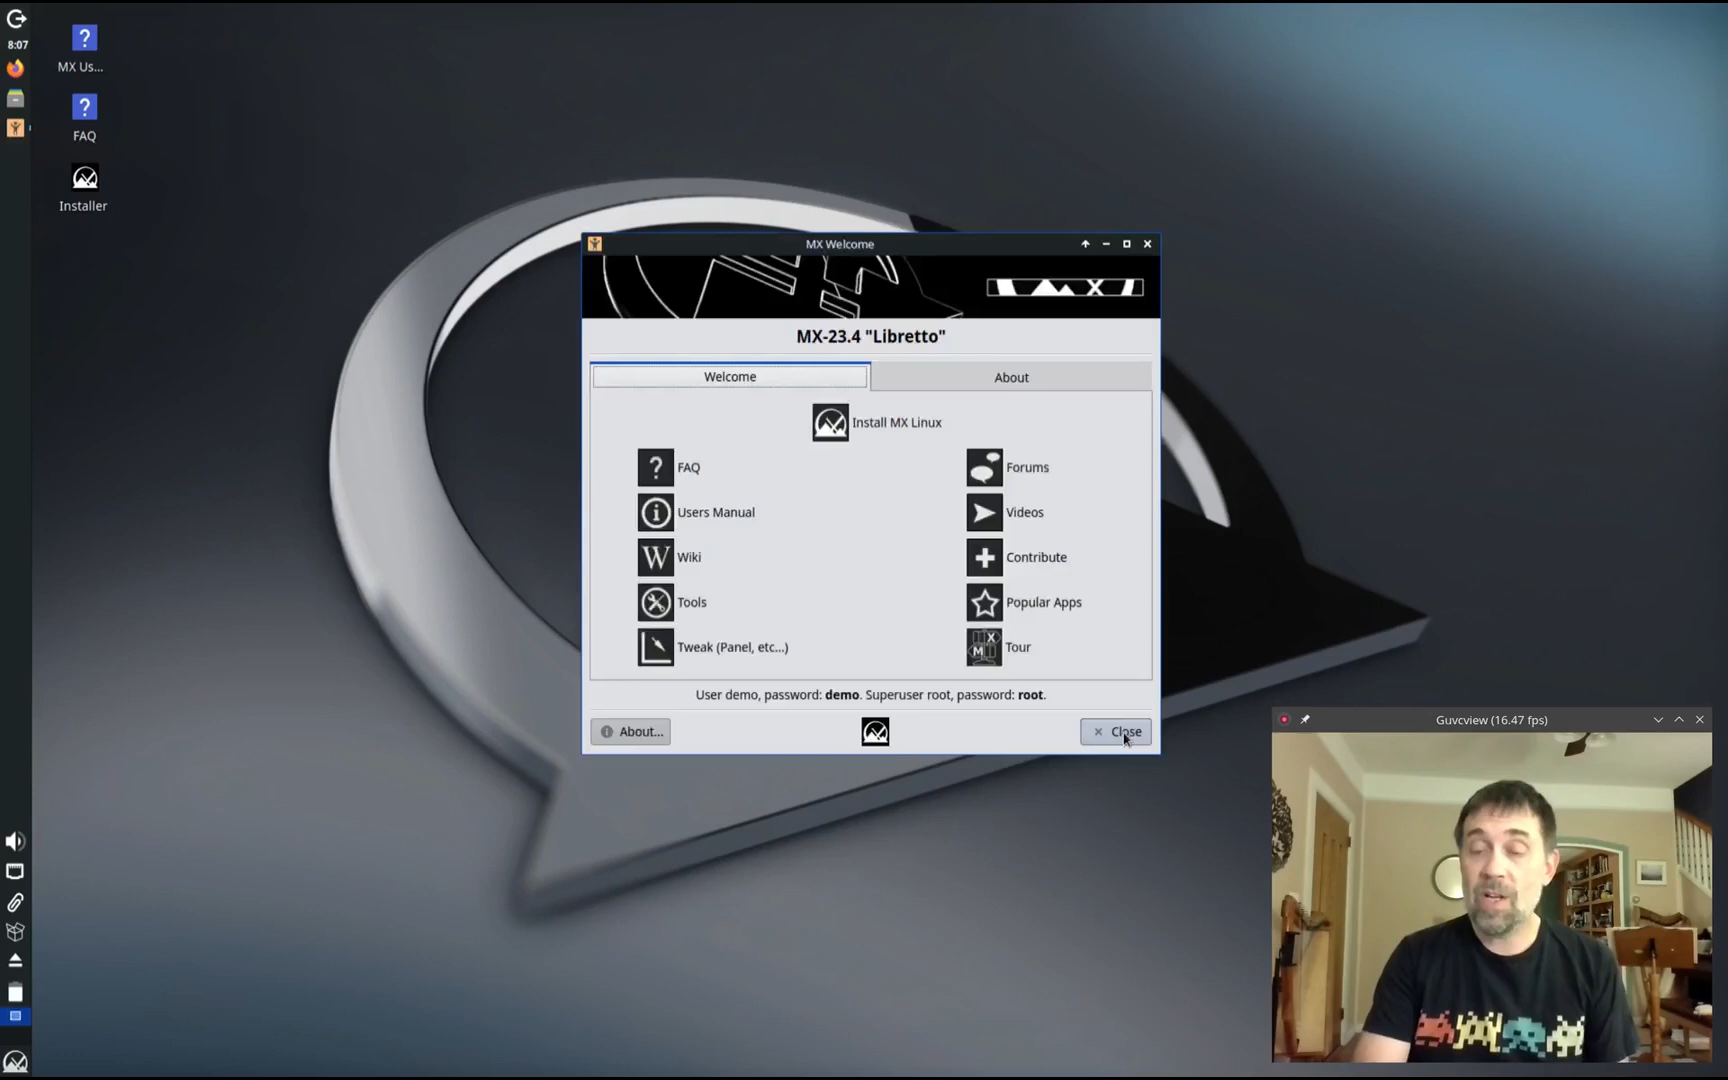 8:07
MX Us...
FAQ
Installer
MX Welcome
MX
MX-23.4 "Libretto"
Welcome
About
Install MX Linux
FAQ
Forums
Users Manual
Videos
W
Wiki
Contribute
Tools
Popular Apps
Tweak (Panel, etc...)
X
M
Tour
User demo, password: demo. Superuser root, password: root.
About...
Close
Guvcview (16.47 fps)